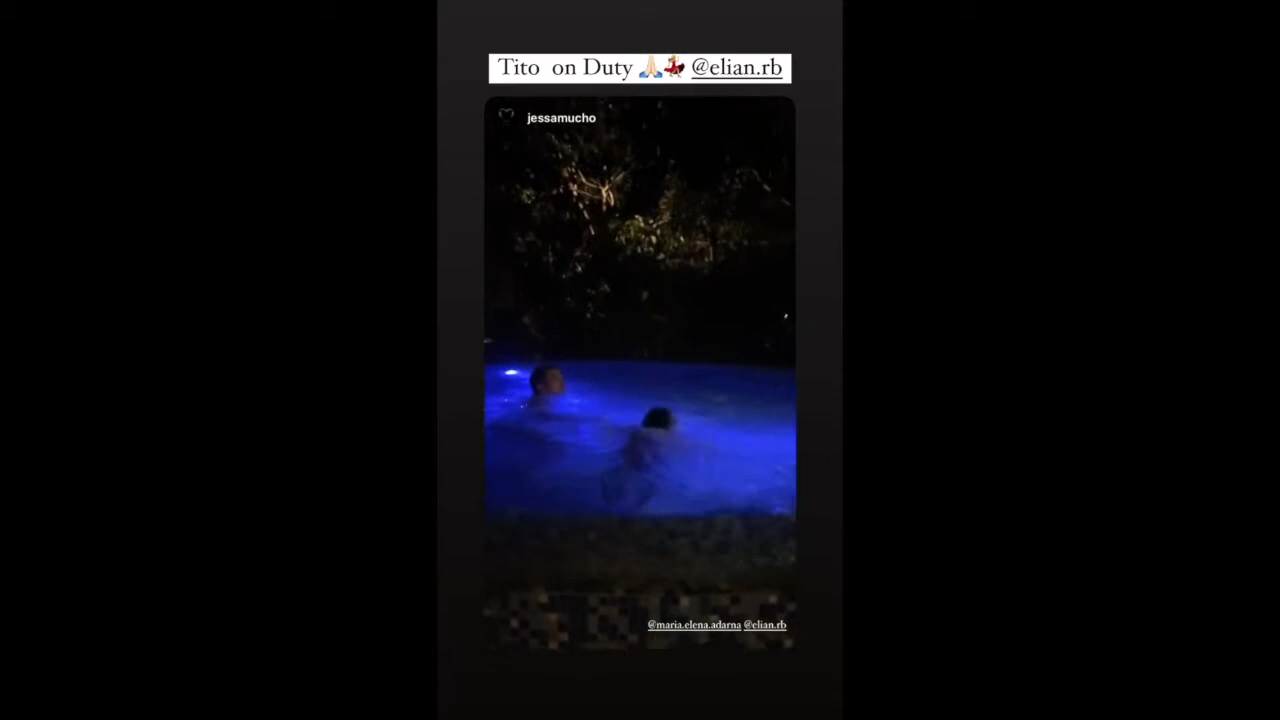 Tito on Duty 🙏🏻💃🏻 @elian.rb
jessamucho
@maria.elena.adarna @elian.rb